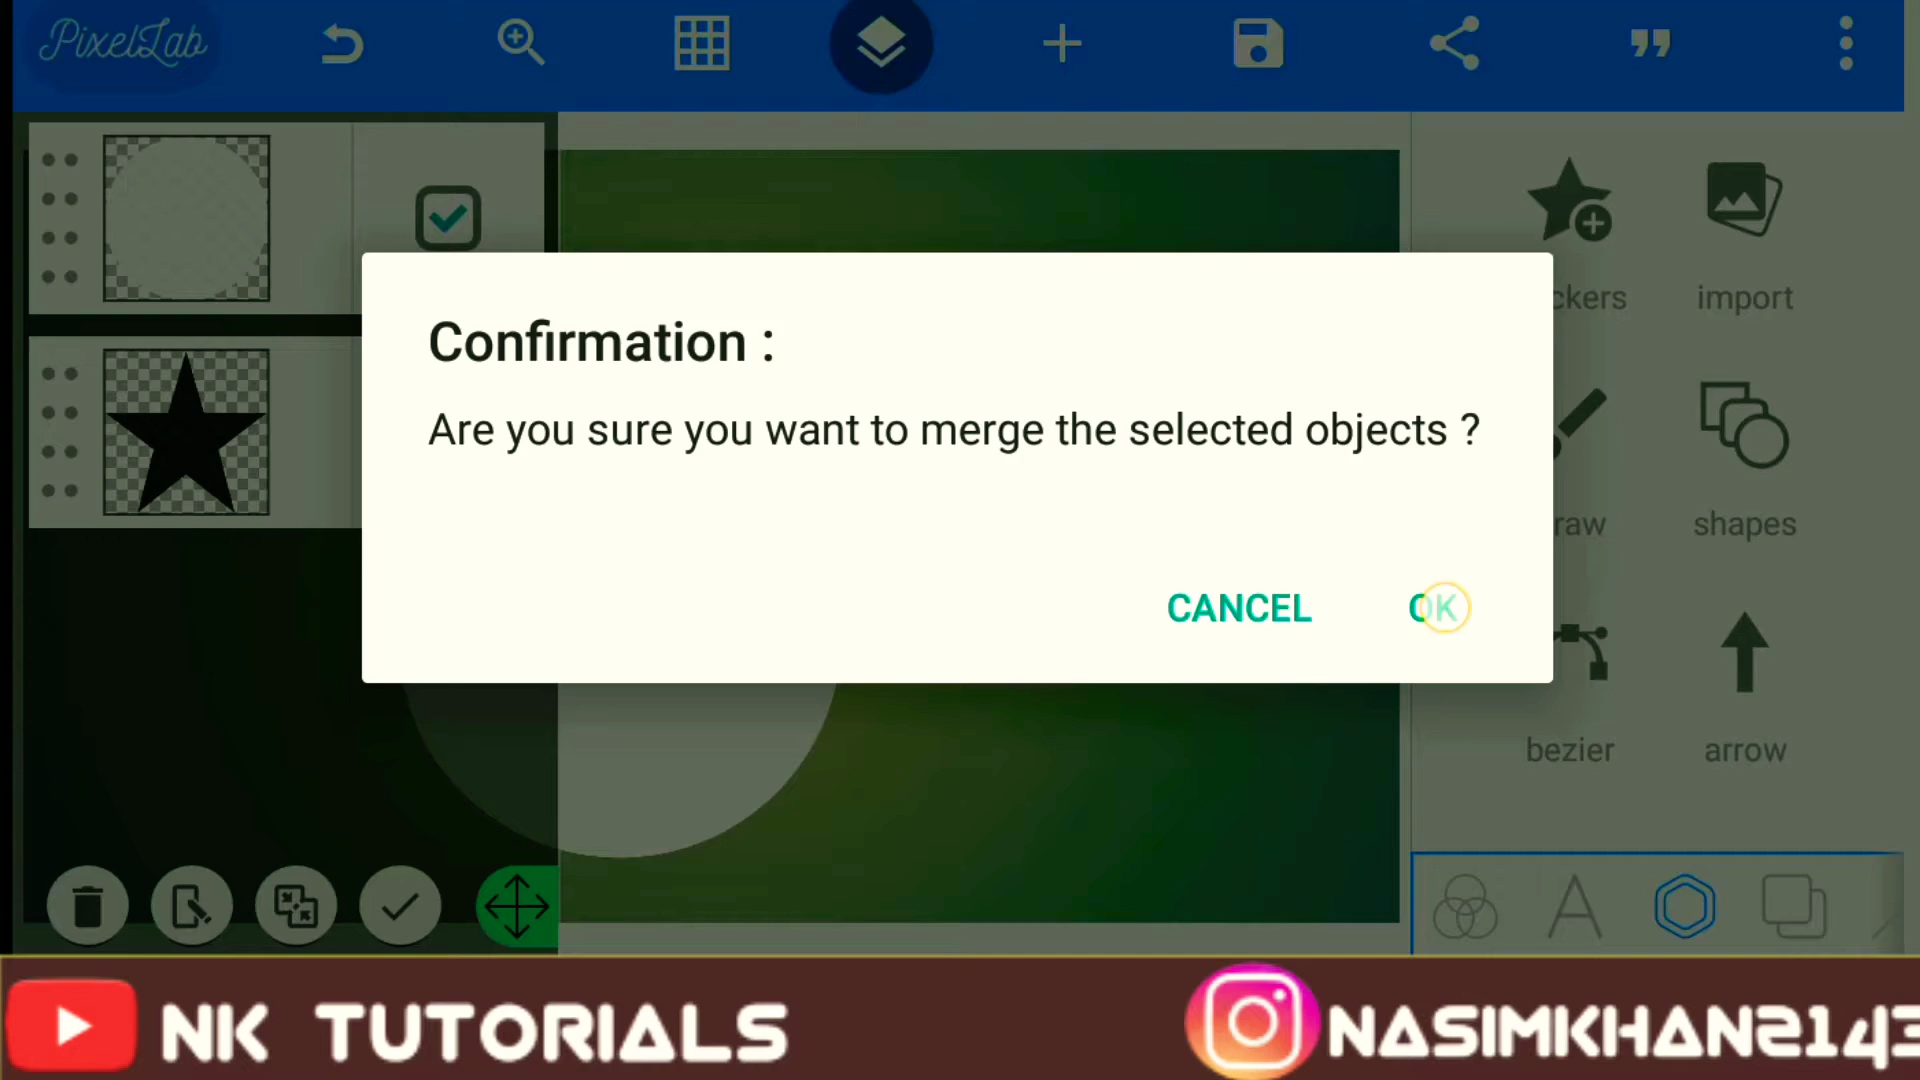 PixelLab
Confirmation :
Are you sure you want to merge the selected objects ?
CANCEL
OK
ckers
import
raw
shapes
bezier
arrow
NK TUTORIALS
NASIMKHAN2143